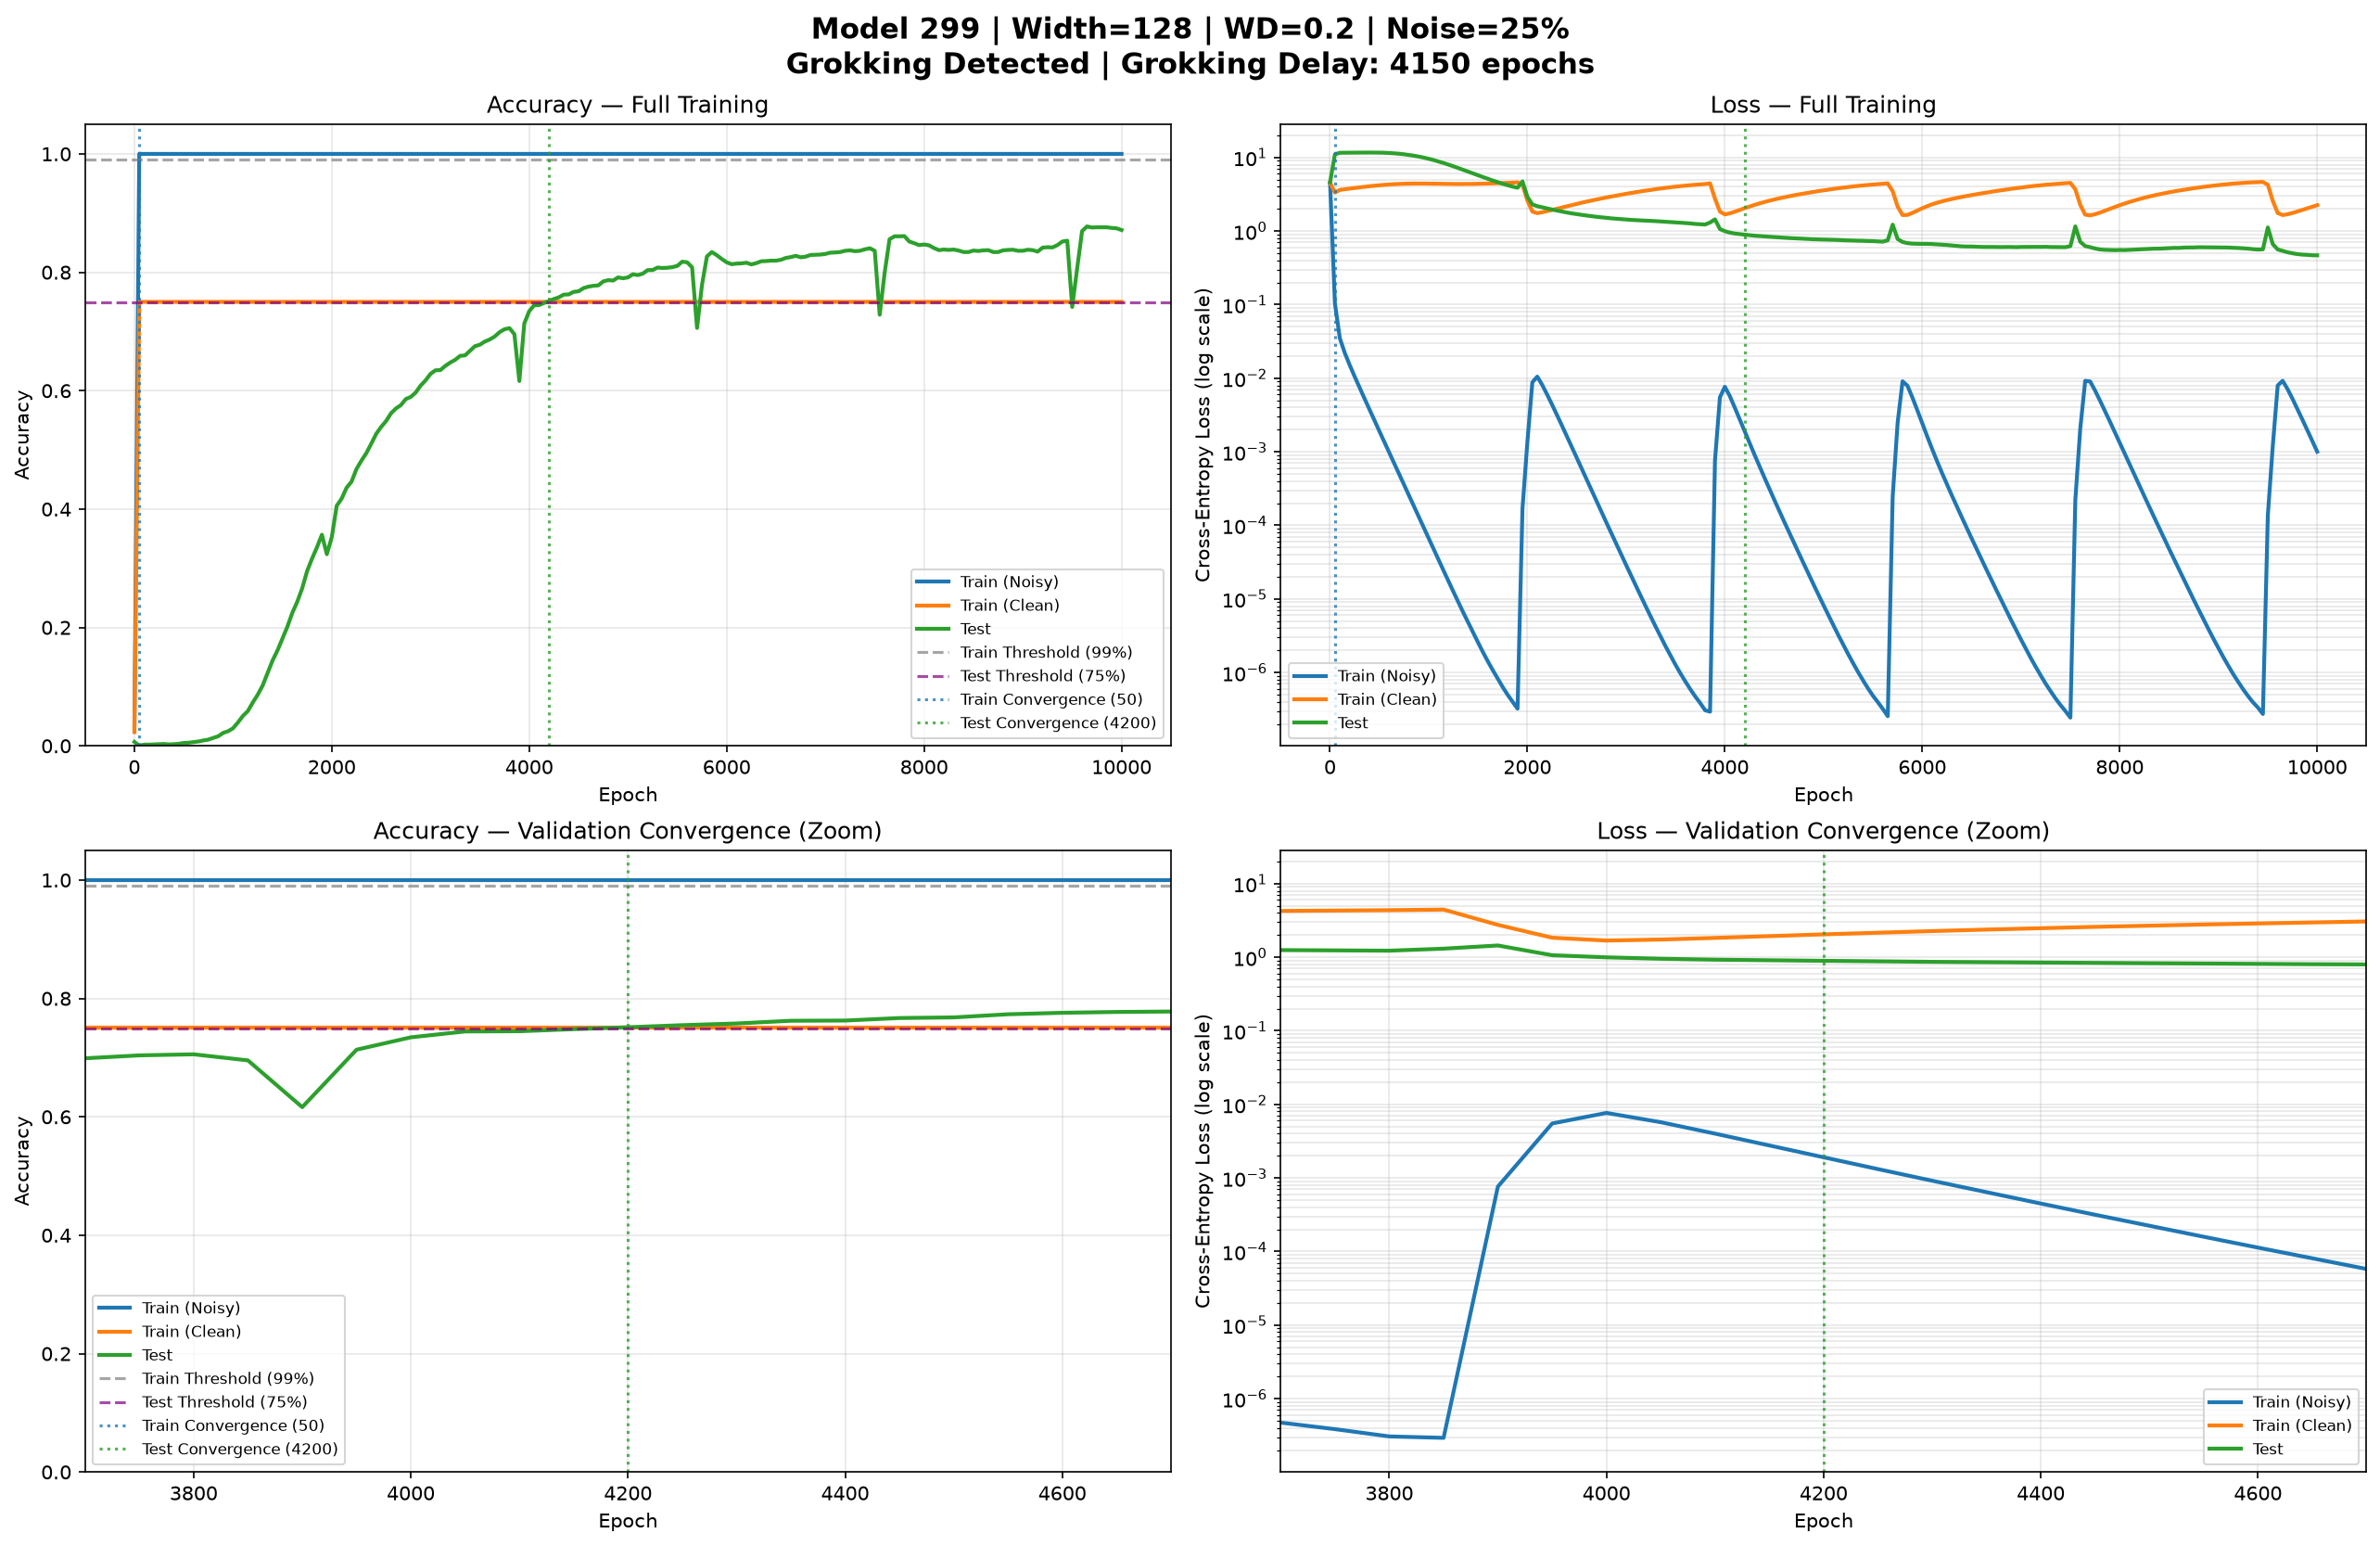 Model 299 | Width=128 | WD=0.2 | Noise=25%
Grokking Detected | Grokking Delay: 4150 epochs
Accuracy — Full Training
Accuracy
1.0
0.8
0.6
0.4
0.2
0.0
0 2000 4000 6000 8000 10000
Epoch
Train (Noisy)
Train (Clean)
Test
Train Threshold (99%)
Test Threshold (75%)
Train Convergence (50)
Test Convergence (4200)
Loss — Full Training
Cross-Entropy Loss (log scale)
10¹
10⁰
10⁻¹
10⁻²
10⁻³
10⁻⁴
10⁻⁵
10⁻⁶
0 2000 4000 6000 8000 10000
Epoch
Train (Noisy)
Train (Clean)
Test
Accuracy — Validation Convergence (Zoom)
Accuracy
1.0
0.8
0.6
0.4
0.2
0.0
3800 4000 4200 4400 4600
Epoch
Train (Noisy)
Train (Clean)
Test
Train Threshold (99%)
Test Threshold (75%)
Train Convergence (50)
Test Convergence (4200)
Loss — Validation Convergence (Zoom)
Cross-Entropy Loss (log scale)
10¹
10⁰
10⁻¹
10⁻²
10⁻³
10⁻⁴
10⁻⁵
10⁻⁶
3800 4000 4200 4400 4600
Epoch
Train (Noisy)
Train (Clean)
Test